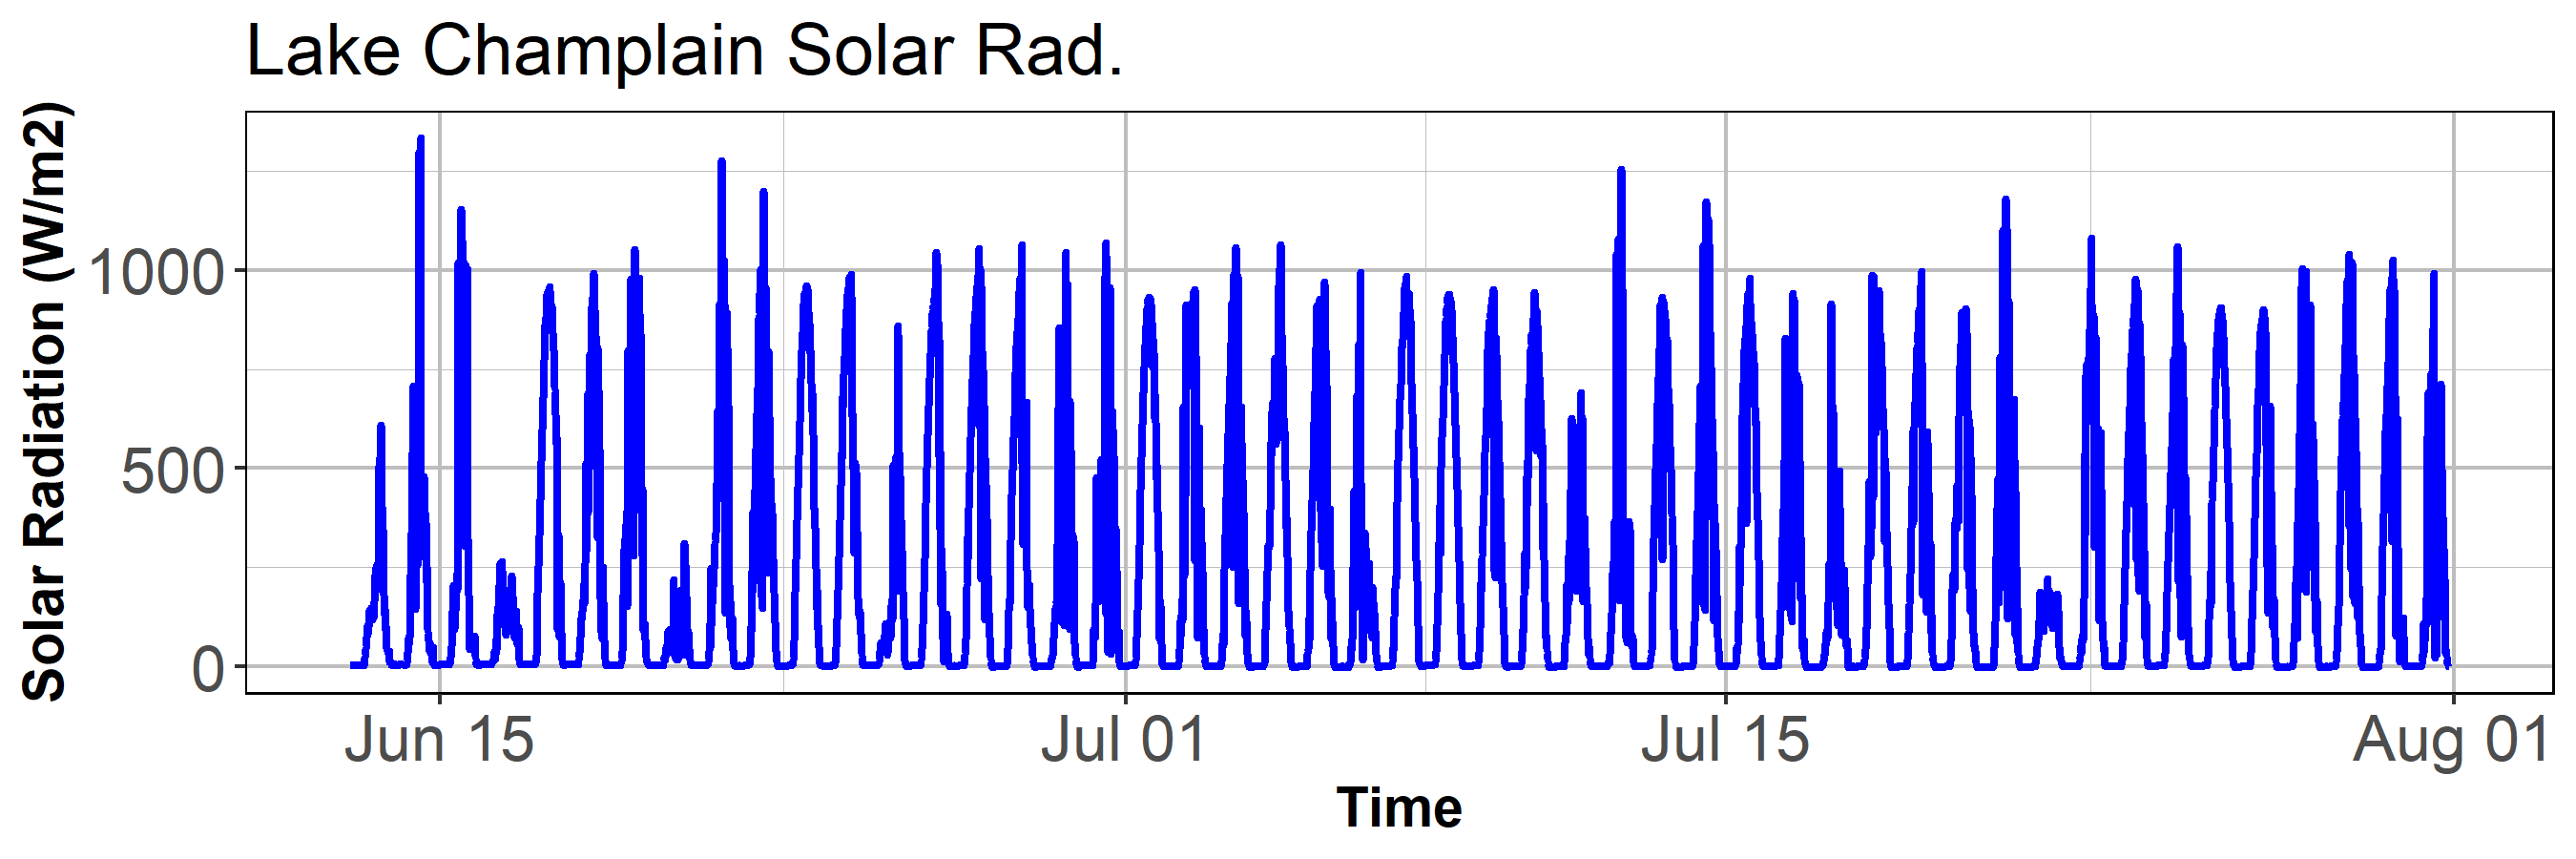 Lake Champlain Solar Rad.
Solar Radiation (W/m2)
1000
500
0
Jun 15
Jul 01
Jul 15
Aug 01
Time